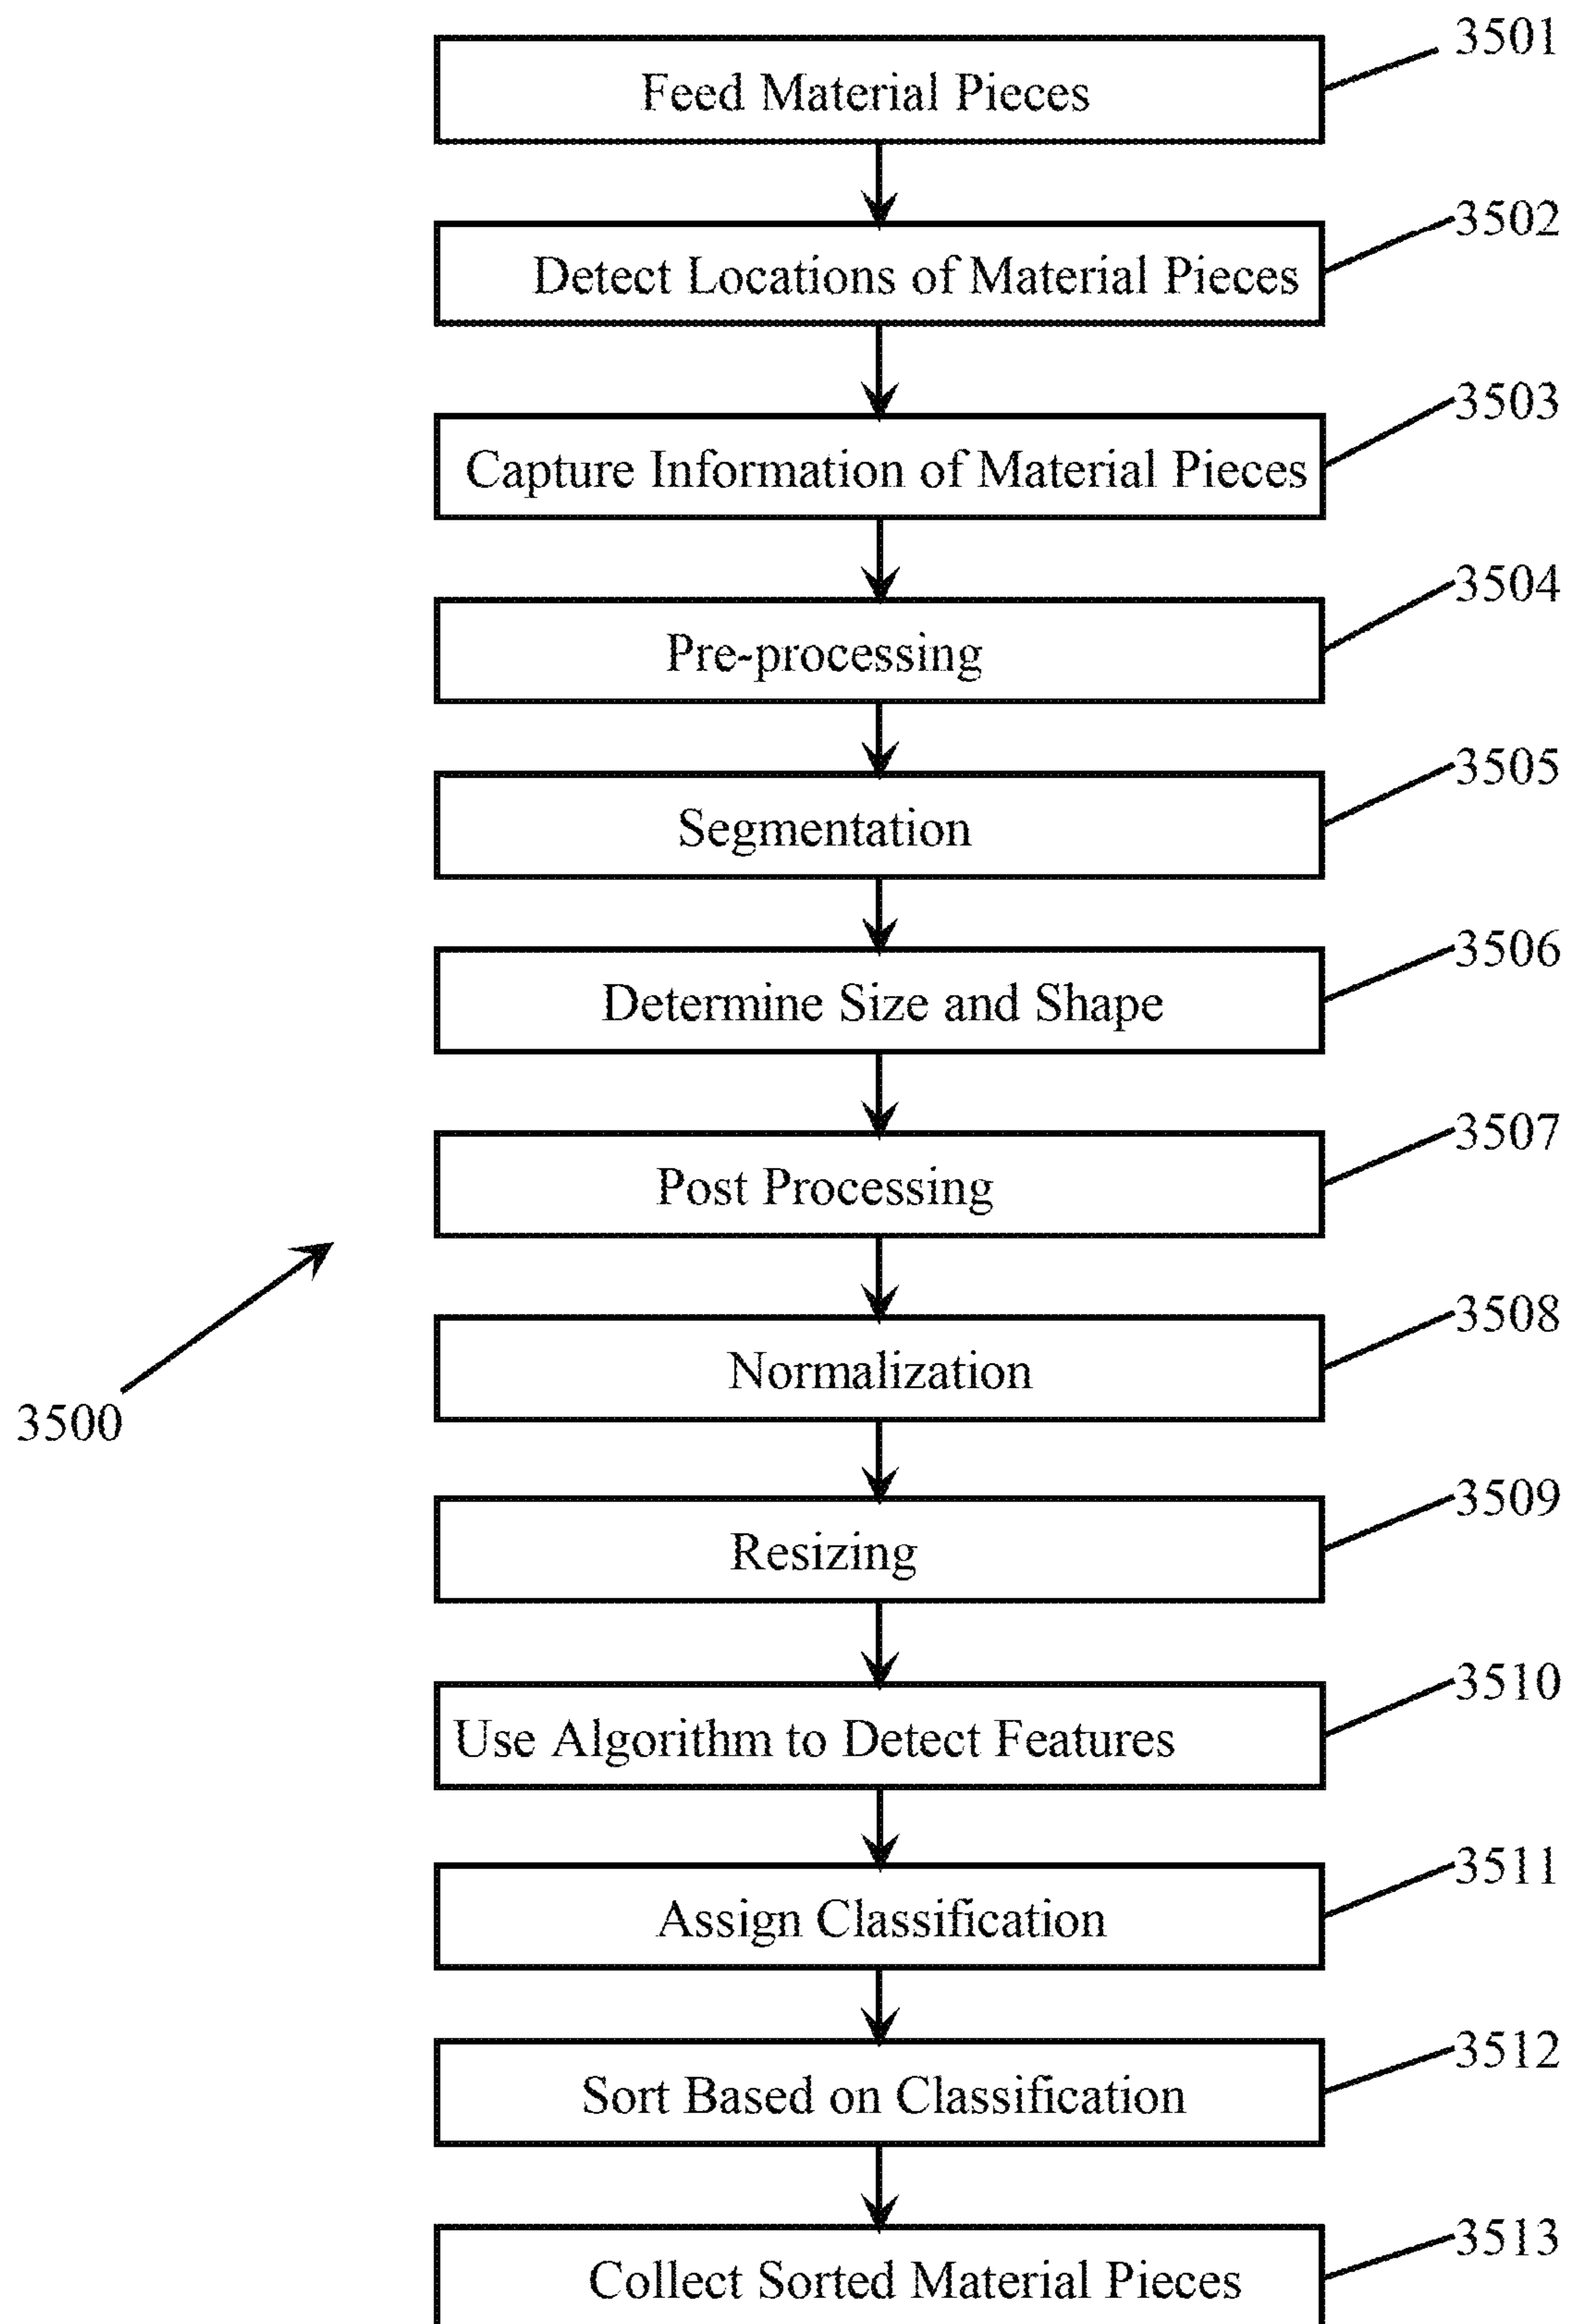 3501
Feed Material Pieces
3502
Detect Locations of Material Pieces
3503
Capture Information of Material Pieces
3504
Pre-processing
3505
Segmentation
3506
Determine Size and Shape
3507
Post Processing
3508
Normalization
3500
3509
Resizing
3510
Use Algorithm to Detect Features
3511
Assign Classification
3512
Sort Based on Classification
3513
Collect Sorted Material Pieces